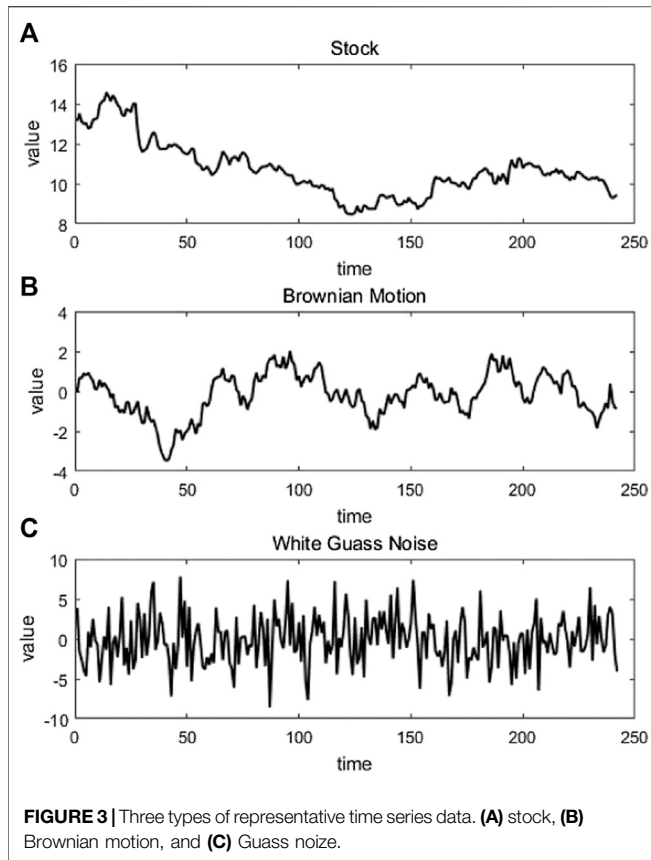 A
Stock
16
14
12
10
8
value
0 50 100 150 200 250
time
B
Brownian Motion
4
2
0
-2
-4
value
0 50 100 150 200 250
time
C
White Guass Noise
10
5
0
-5
-10
value
0 50 100 150 200 250
time
FIGURE 3 | Three types of representative time series data. (A) stock, (B)
Brownian motion, and (C) Guass noize.